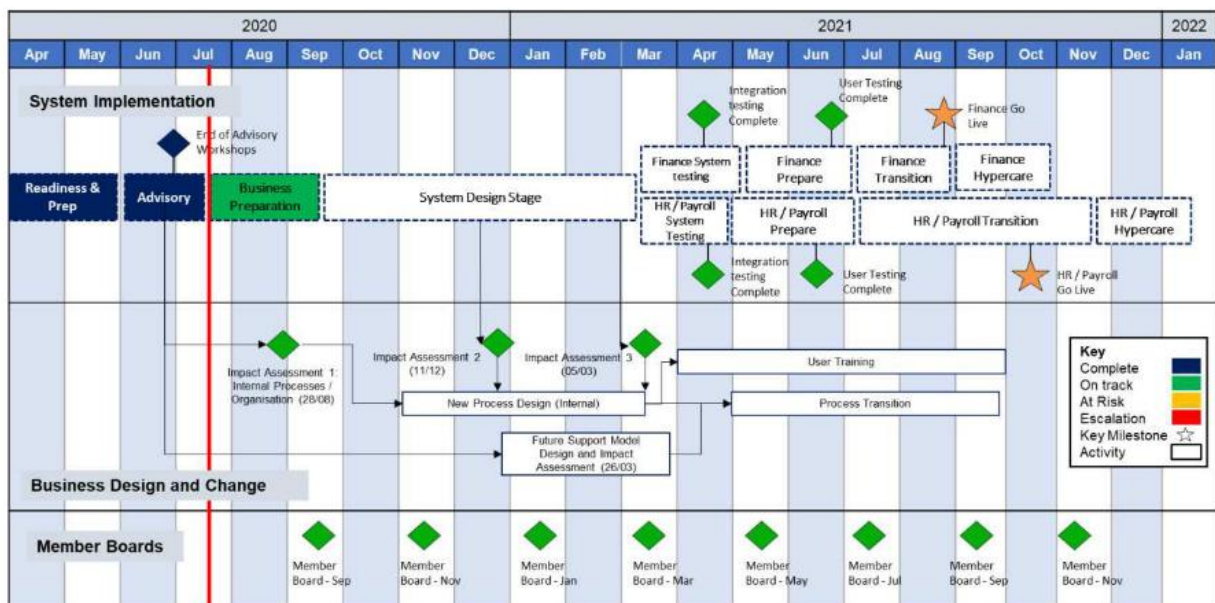 2020 2021 2022
Apr May Jun Jul Aug Sep Oct Nov Dec Jan Feb Mar Apr May Jun Jul Aug Sep Oct Nov Dec Jan
System Implementation
End of Advisory
Workshops
Integration
testing
Complete
User Testing
Complete
Finance Go
Live
Readiness &
Prep
Advisory
Business
Preparation
System Design Stage
Finance System
testing
Finance
Prepare
Finance
Transition
Finance
Hypercare
HR / Payroll
System
Testing
HR / Payroll
Prepare
HR / Payroll Transition
HR / Payroll
Hypercare
Integration
testing
Complete
User Testing
Complete
HR / Payroll
Go Live
Impact Assessment 1:
Internal Processes /
Organisation (28/08)
Impact Assessment 2
(11/12)
Impact Assessment 3
(05/03)
User Training
New Process Design (Internal)
Process Transition
Future Support Model
Design and Impact
Assessment (26/03)
Key
Complete
On track
At Risk
Escalation
Key Milestone
Activity
Business Design and Change
Member Boards
Member
Board - Sep
Member
Board - Nov
Member
Board - Jan
Member
Board - Mar
Member
Board - May
Member
Board - Jul
Member
Board - Sep
Member
Board - Nov